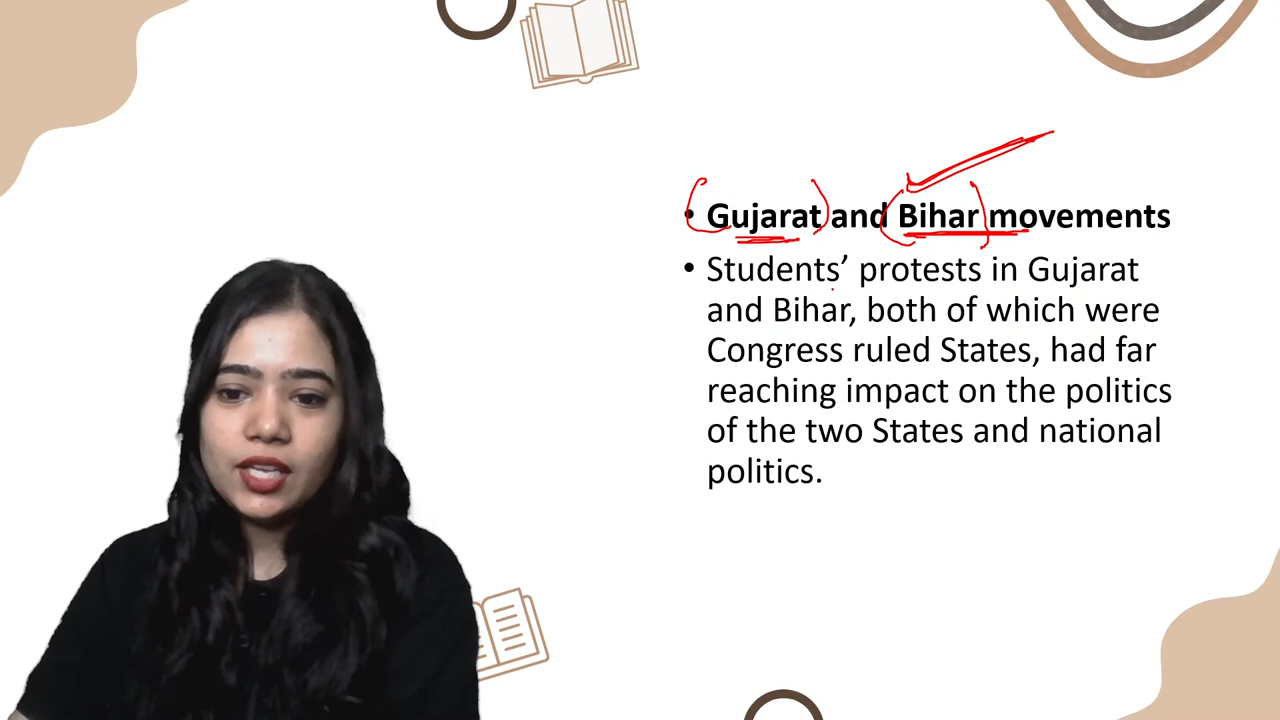 • Gujarat and Bihar movements
• Students’ protests in Gujarat
and Bihar, both of which were
Congress ruled States, had far
reaching impact on the politics
of the two States and national
politics.